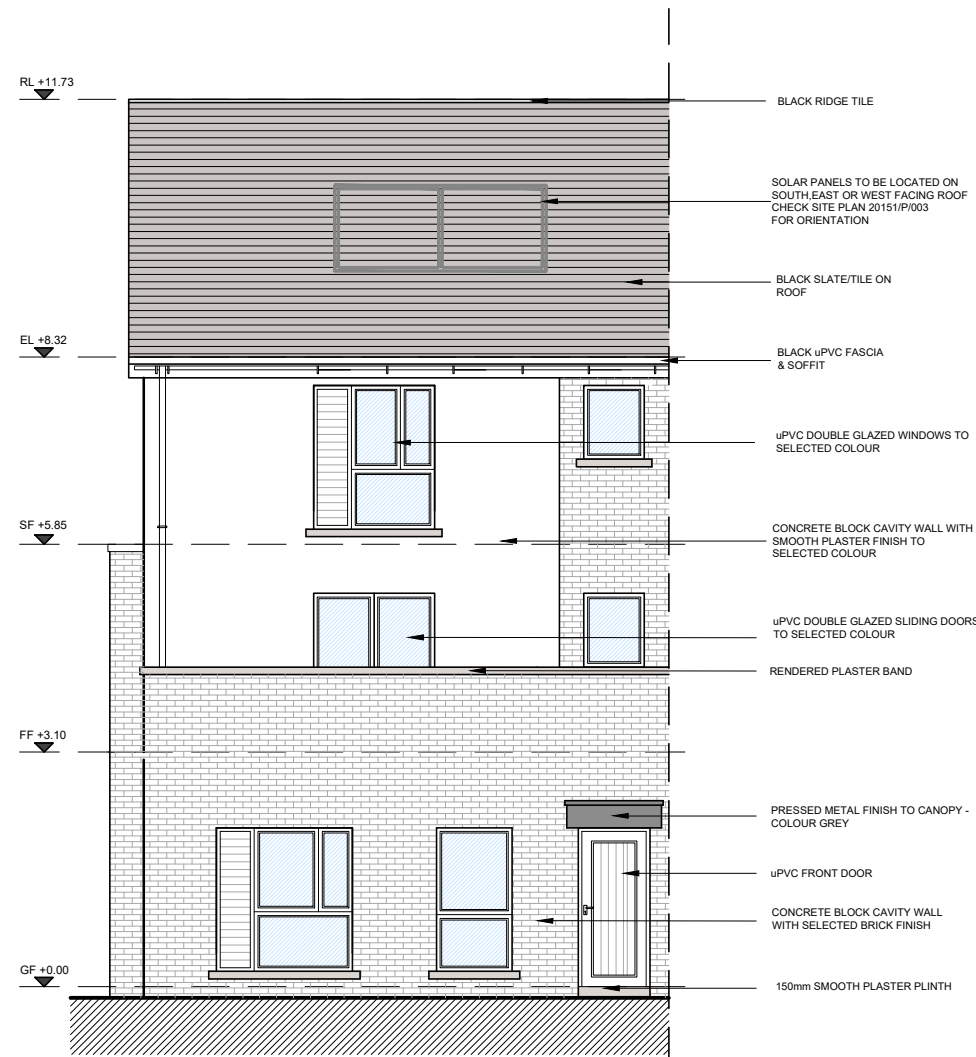 RL +11.73
BLACK RIDGE TILE
SOLAR PANELS TO BE LOCATED ON
SOUTH,EAST OR WEST FACING ROOF
CHECK SITE PLAN 20151/P/003
FOR ORIENTATION
BLACK SLATE/TILE ON
ROOF
EL +8.32
BLACK uPVC FASCIA
& SOFFIT
uPVC DOUBLE GLAZED WINDOWS TO
SELECTED COLOUR
SF +5.85
CONCRETE BLOCK CAVITY WALL WITH
SMOOTH PLASTER FINISH TO
SELECTED COLOUR
uPVC DOUBLE GLAZED SLIDING DOORS
TO SELECTED COLOUR
RENDERED PLASTER BAND
FF +3.10
PRESSED METAL FINISH TO CANOPY -
COLOUR GREY
uPVC FRONT DOOR
CONCRETE BLOCK CAVITY WALL
WITH SELECTED BRICK FINISH
GF +0.00
150mm SMOOTH PLASTER PLINTH